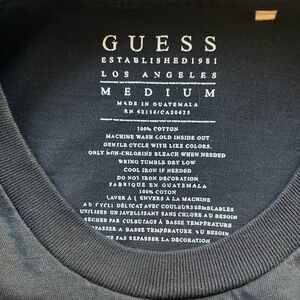 GUESS
ESTABLISHED 1981
LOS ANGELES
MEDIUM
MADE IN GUATEMALA
RN 62136/CA20625
100% COTTON
MACHINE WASH COLD INSIDE OUT
GENTLE CYCLE WITH LIKE COLORS.
ONLY NON-CHLORINE BLEACH WHEN NEEDED
TUMBLE DRY LOW
COOL IRON IF NEEDED
DO NOT IRON DECORATION
FABRIQUE EN GUATEMALA
100% COTON
LAVER À L'ENVERS A LA MACHINE
AU CYCLE DÉLICAT AVEC COULEURS SEMBLABLES
UTILISER UN JAVELLISANT SANS CHLORE AU BESOIN
SÉCHER PAR CULBUTAGE À BASSE TEMPÉRATURE
REPASSER A BASSE TEMPÉRATURE AU BESOIN
PAS REPASSER LA DÉCORATION